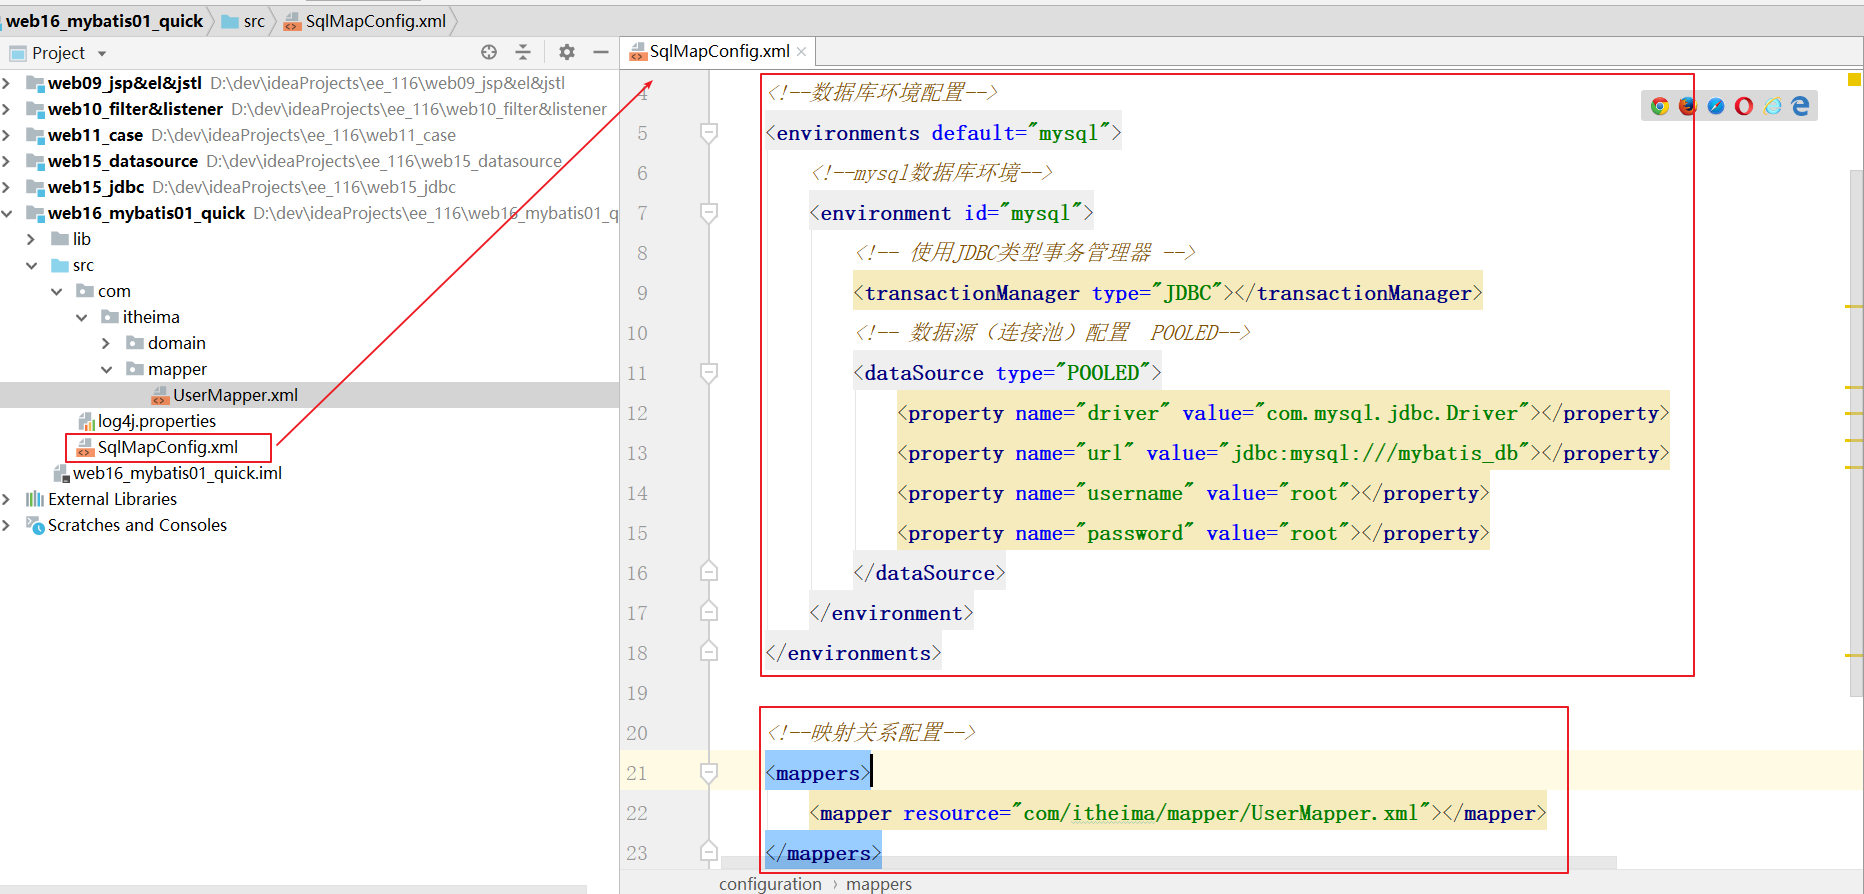 web16_mybatis01_quick src SqlMapConfig.xml
Project
web09_jsp&el&jstl D:\dev\ideaProjects\ee_116\web09_jsp&el&jstl
web10_filter&listener D:\dev\ideaProjects\ee_116\web10_filter&listener
web11_case D:\dev\ideaProjects\ee_116\web11_case
web15_datasource D:\dev\ideaProjects\ee_116\web15_datasource
web15_jdbc D:\dev\ideaProjects\ee_116\web15_jdbc
web16_mybatis01_quick D:\dev\ideaProjects\ee_116\web16_mybatis01_q
lib
src
com
itheima
domain
mapper
UserMapper.xml
log4j.properties
SqlMapConfig.xml
web16_mybatis01_quick.iml
External Libraries
Scratches and Consoles
SqlMapConfig.xml
4 <!--数据库环境配置-->
5 <environments default="mysql">
6 <!--mysql数据库环境-->
7 <environment id="mysql">
8 <!-- 使用JDBC类型事务管理器 -->
9 <transactionManager type="JDBC"></transactionManager>
10 <!-- 数据源（连接池）配置  POOLED-->
11 <dataSource type="POOLED">
12 <property name="driver" value="com.mysql.jdbc.Driver"></property>
13 <property name="url" value="jdbc:mysql:///mybatis_db"></property>
14 <property name="username" value="root"></property>
15 <property name="password" value="root"></property>
16 </dataSource>
17 </environment>
18 </environments>
19
20 <!--映射关系配置-->
21 <mappers>
22 <mapper resource="com/itheima/mapper/UserMapper.xml"></mapper>
23 </mappers>
configuration › mappers